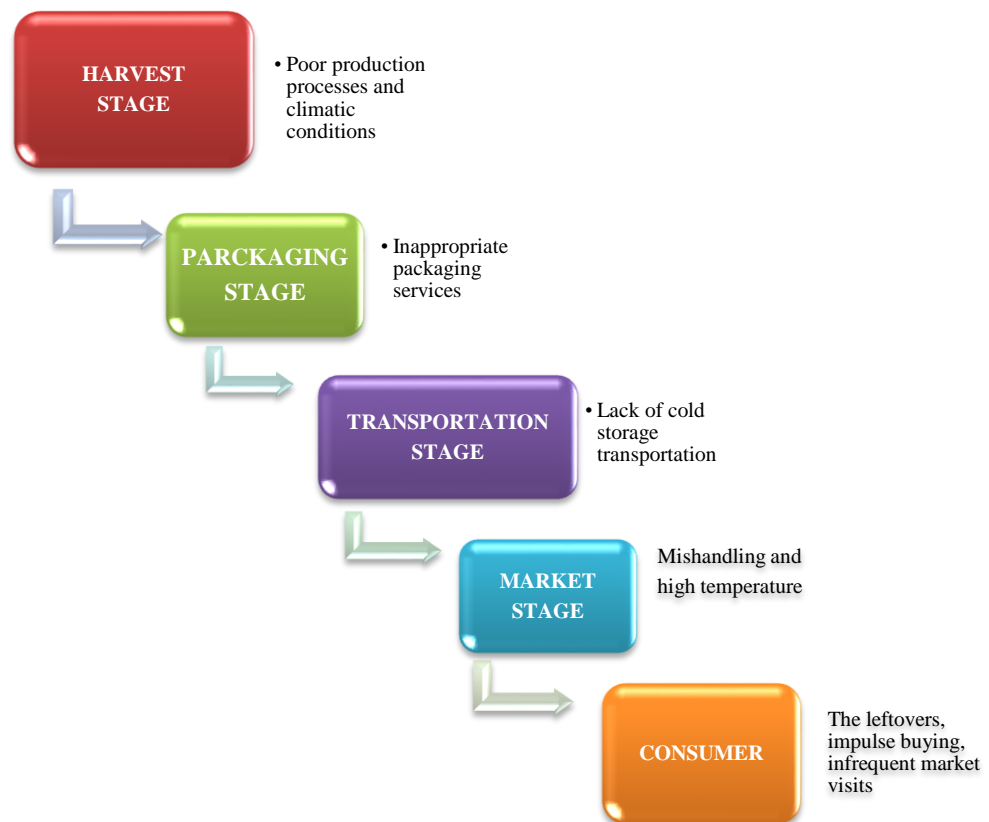 HARVEST
STAGE
• Poor production
processes and
climatic
conditions
PARCKAGING
STAGE
• Inappropriate
packaging
services
TRANSPORTATION
STAGE
• Lack of cold
storage
transportation
MARKET
STAGE
Mishandling and
high temperature
CONSUMER
The leftovers,
impulse buying,
infrequent market
visits